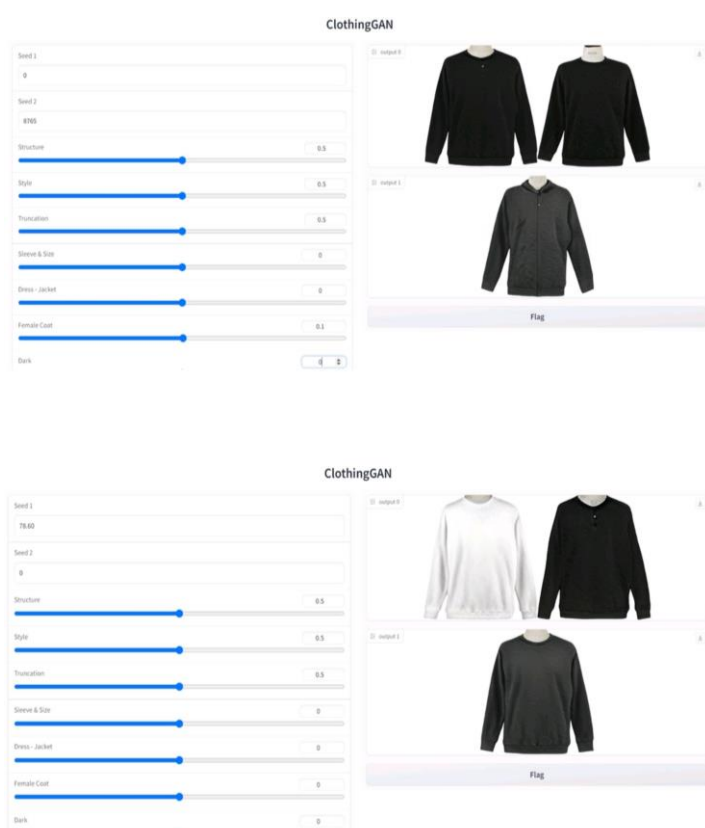 ClothingGAN
Seed 1
0
Seed 2
8765
Structure 0.5
Style 0.5
Truncation 0.5
Sleeve & Size 0
Dress - Jacket 0
Female Coat 0.1
Dark 0
output 0
output 1
Flag
ClothingGAN
Seed 1
78.60
Seed 2
0
Structure 0.5
Style 0.5
Truncation 0.5
Sleeve & Size 0
Dress - Jacket 0
Female Coat 0
Dark 0
output 0
output 1
Flag